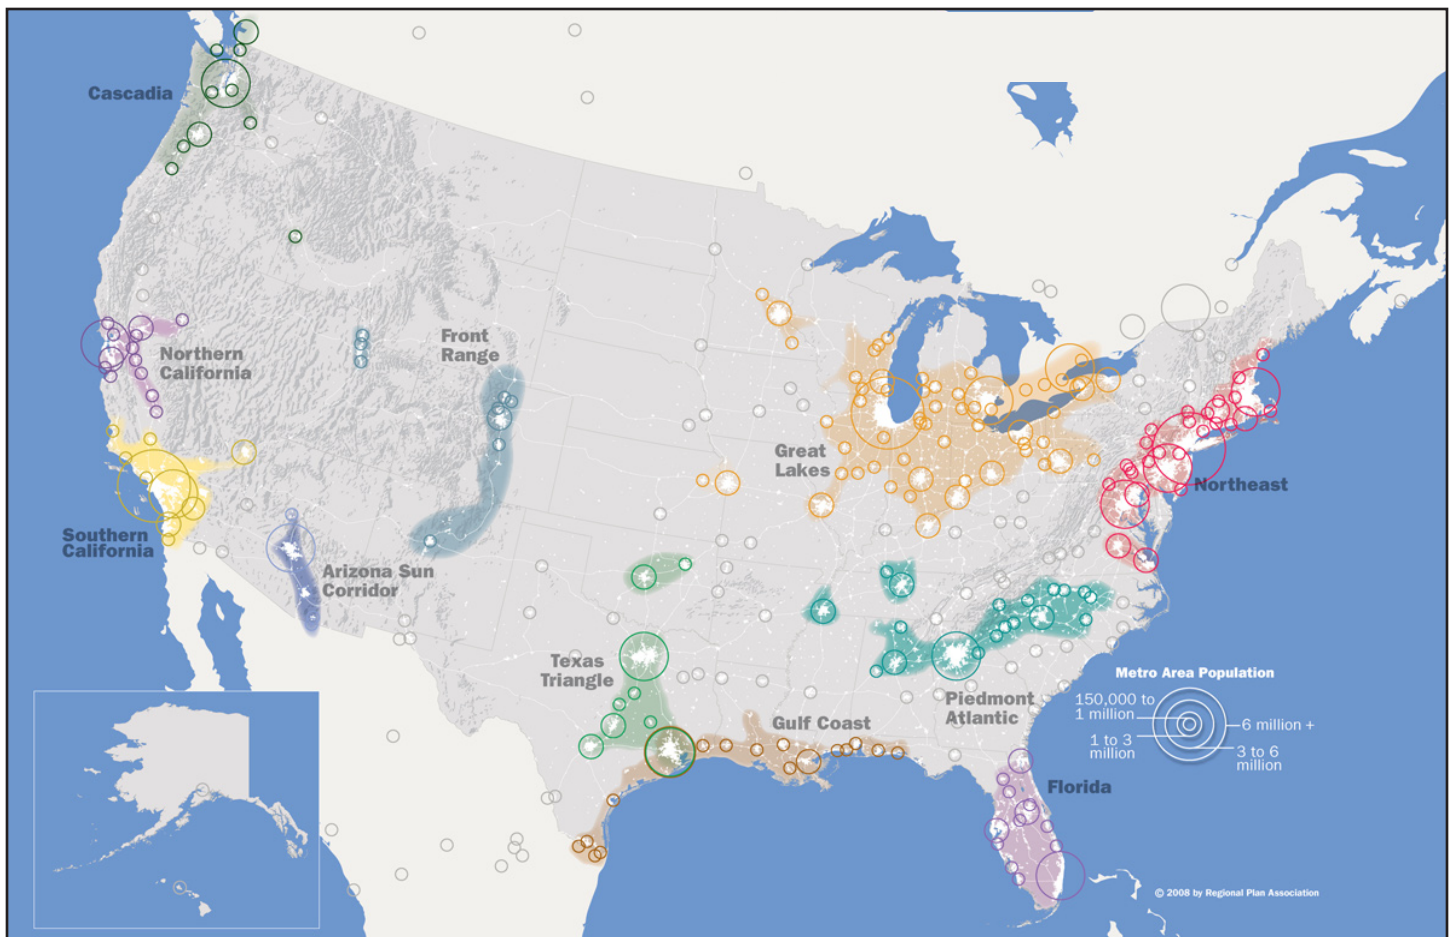 Cascadia
Front
Range
Northern
California
Great
Lakes
Northeast
Southern
California
Arizona Sun
Corridor
Texas
Triangle
Piedmont
Atlantic
Gulf Coast
Florida
Metro Area Population
150,000 to
1 million
1 to 3
million
6 million +
3 to 6
million
© 2008 by Regional Plan Association